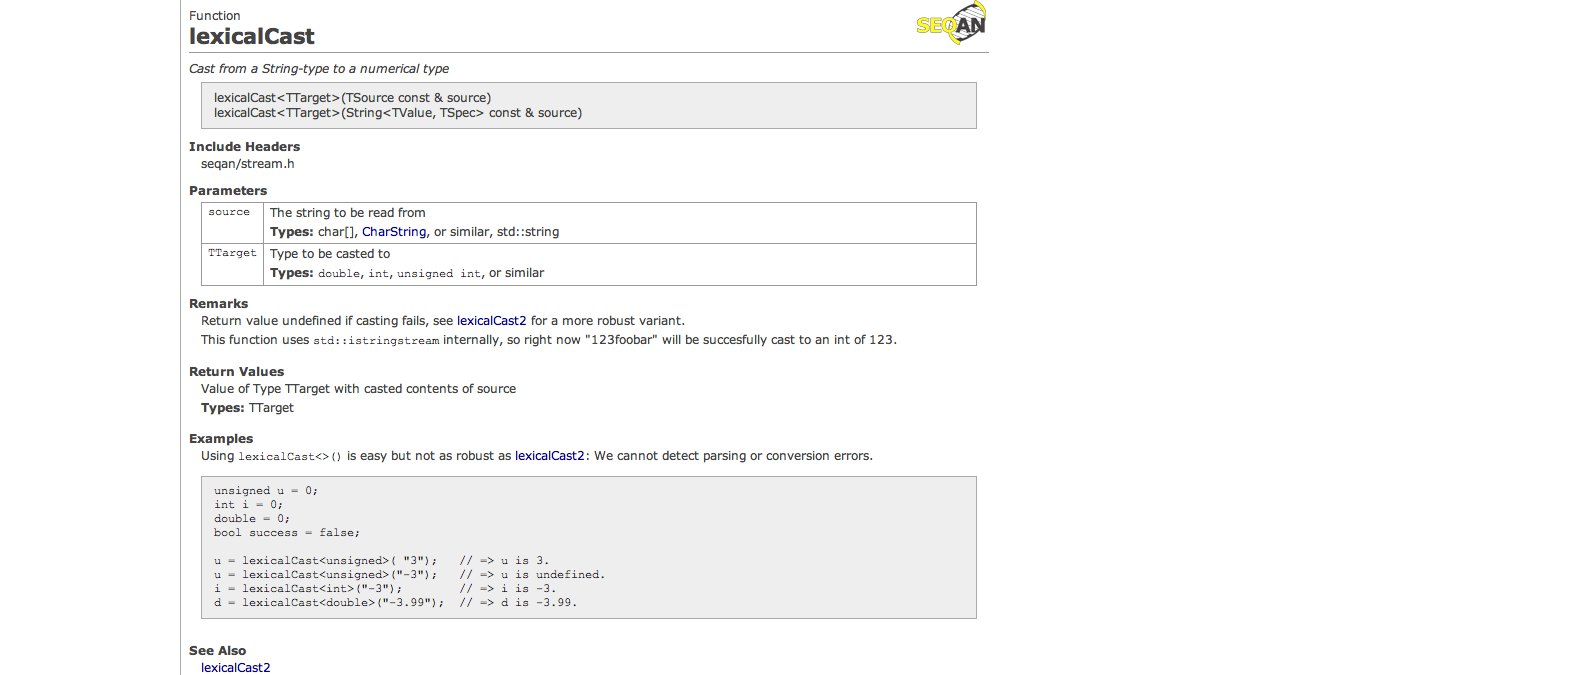 Function
lexicalCast
SEQAN
Cast from a String-type to a numerical type
lexicalCast<TTarget>(TSource const & source)
lexicalCast<TTarget>(String<TValue, TSpec> const & source)
Include Headers
seqan/stream.h
Parameters
source The string to be read from
Types: char[], CharString, or similar, std::string
TTarget Type to be casted to
Types: double, int, unsigned int, or similar
Remarks
Return value undefined if casting fails, see lexicalCast2 for a more robust variant.
This function uses std::istringstream internally, so right now "123foobar" will be succesfully cast to an int of 123.
Return Values
Value of Type TTarget with casted contents of source
Types: TTarget
Examples
Using lexicalCast<>() is easy but not as robust as lexicalCast2: We cannot detect parsing or conversion errors.
unsigned u = 0;
int i = 0;
double = 0;
bool success = false;
u = lexicalCast<unsigned>( "3");   // => u is 3.
u = lexicalCast<unsigned>("-3");   // => u is undefined.
i = lexicalCast<int>("-3");        // => i is -3.
d = lexicalCast<double>("-3.99");  // => d is -3.99.
See Also
lexicalCast2